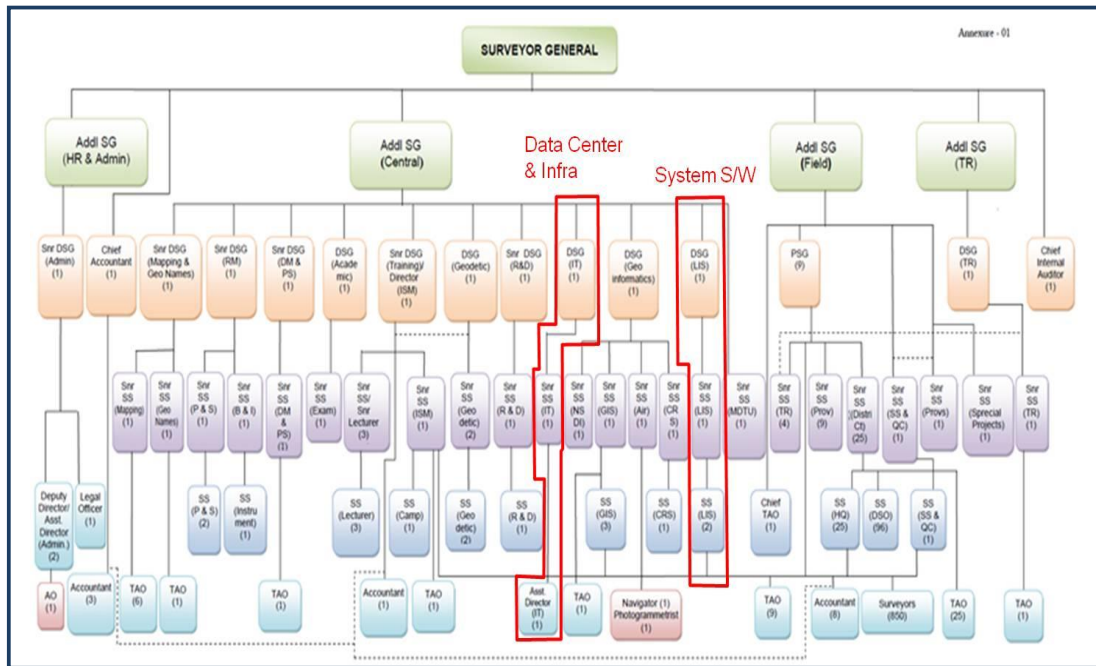 Annexure - 01
SURVEYOR GENERAL
Addl SG
(HR & Admin)
Addl SG
(Central)
Data Center
& Infra
System S/W
Addl SG
(Field)
Addl SG
(TR)
Snr DSG
(Admin)
(1)
Chief
Accountant
(1)
Snr DSG
(Mapping &
Geo Names)
(1)
Snr DSG
(RM)
(1)
Snr DSG
(DM &
PS)
(1)
DSG
(Acade
mic)
(1)
Snr DSG
(Training)/
Director
(ISM)
(1)
DSG
(Geodetic)
(1)
Snr DSG
(R&D)
(1)
DSG
(IT)
(1)
DSG
(Geo
informatics)
(1)
DSG
(LIS)
(1)
PSG
(9)
DSG
(TR)
(1)
Chief
Internal
Auditor
(1)
Snr
SS
(Mapping)
(1)
Snr
SS
(Geo
Names)
(1)
Snr
SS
(P & S)
(1)
Snr
SS
(B & I)
(1)
Snr
SS
(DM
&
PS)
(1)
Snr
SS
(Exam)
(1)
Snr
SS/
Snr
Lecturer
(3)
Snr
SS
(ISM)
(1)
Snr
SS
(Geo
detic)
(2)
Snr
SS
(R & D)
(1)
Snr
SS
(IT)
(1)
Snr
SS
(NS
DI)
(1)
Snr
SS
(GIS)
(1)
Snr
SS
(Air)
(1)
Snr
SS
(CR
S)
(1)
Snr
SS
(LIS)
(1)
Snr
SS
(MDTU)
(1)
Snr
SS
(TR)
(4)
Snr
SS
(Prov)
(9)
Snr
SS
(Distri
Ct)
(25)
Snr
SS
(SS &
QC)
(1)
Snr
SS
(Provs)
(1)
Snr
SS
(Sprecial
Projects)
(1)
Snr
SS
(TR)
(1)
Deputy
Director/
Asst.
Director
(Admin.)
(2)
Legal
Officer
(1)
SS
(P & S)
(2)
SS
(Instru
ment)
(1)
SS
(Lecturer)
(3)
SS
(Camp)
(1)
SS
(Geo
detic)
(2)
SS
(R & D)
(1)
SS
(GIS)
(3)
SS
(CRS)
(1)
SS
(LIS)
(2)
Chief
TAO
(1)
SS
(HQ)
(25)
SS
(DSO)
(96)
SS
(SS &
QC)
(1)
AO
(1)
Accountant
(3)
TAO
(6)
TAO
(1)
TAO
(1)
Accountant
(1)
TAO
(1)
Asst.
Director
(IT)
(1)
TAO
(1)
Navigator (1)
Photogrammetrist
(1)
TAO
(9)
Accountant
(8)
Surveyors
(850)
TAO
(25)
TAO
(1)